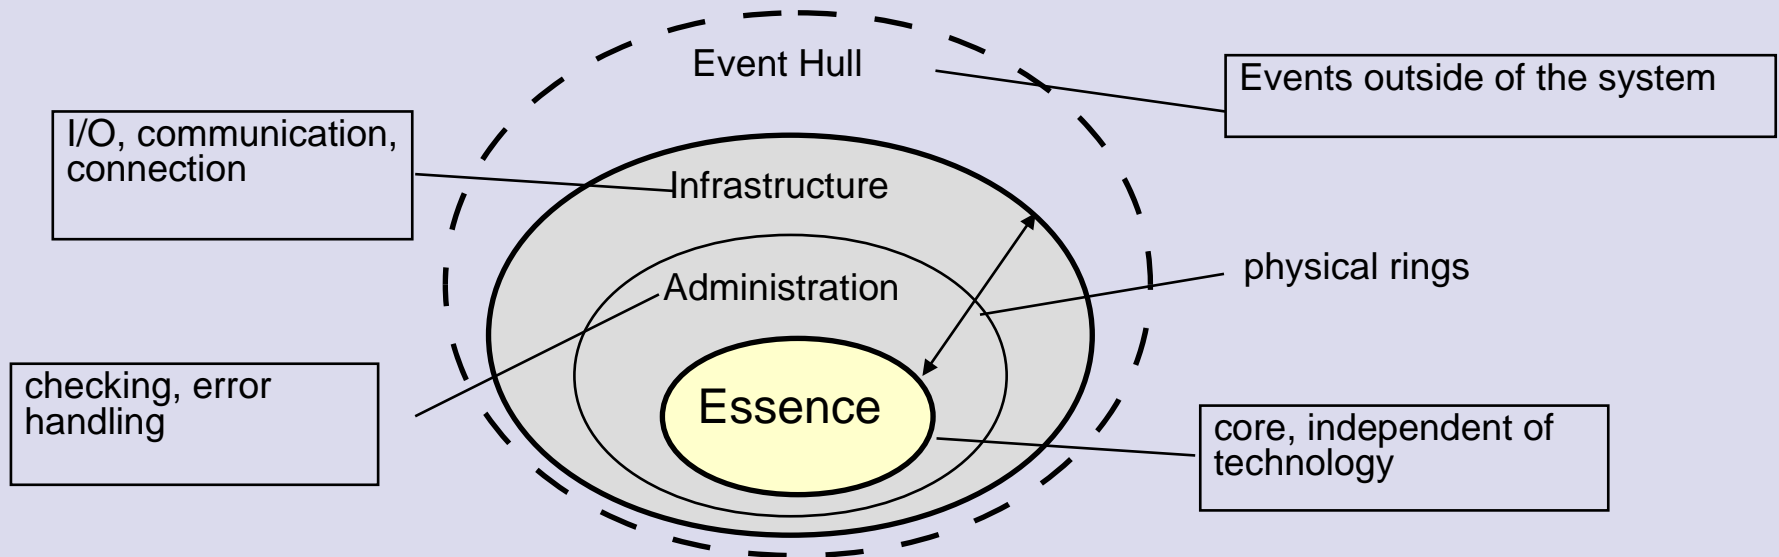 Event Hull
Events outside of the system
I/O, communication,
connection
Infrastructure
physical rings
Administration
checking, error
handling
Essence
core, independent of
technology